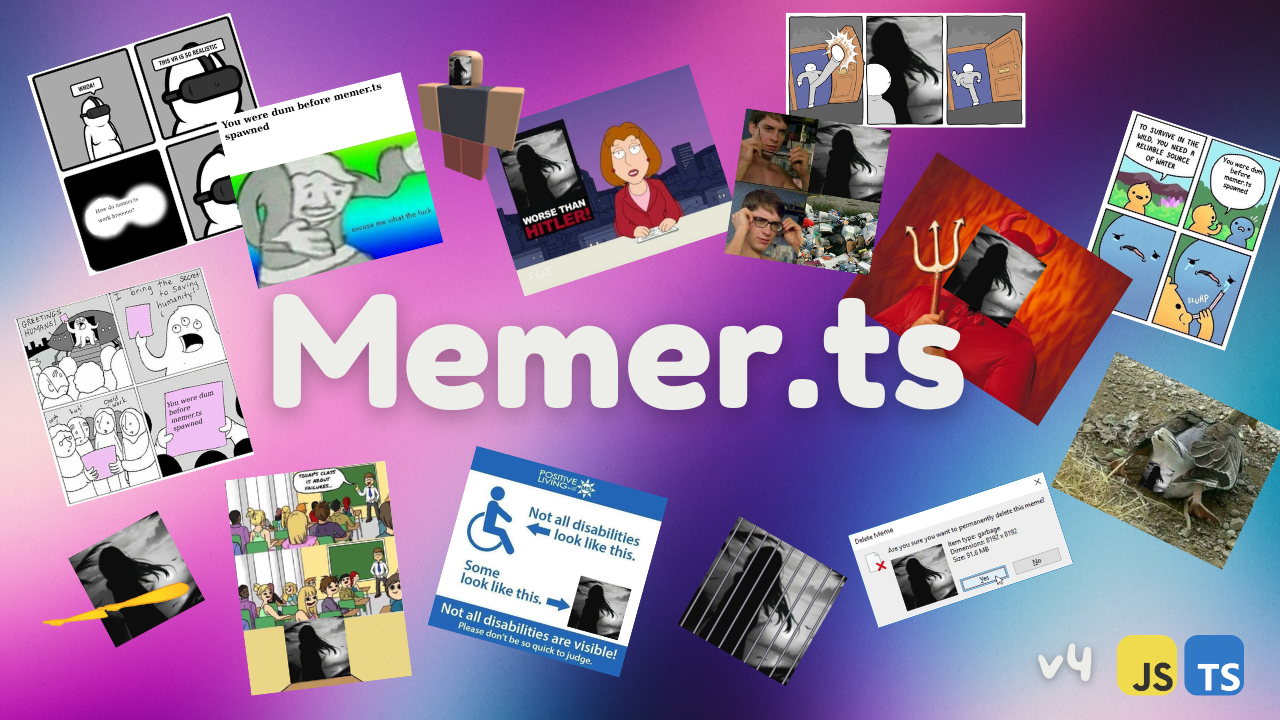 WHOA!
THIS VR IS SO REALISTIC
How do memer.ts
work broooo?
You were dum before memer.ts
spawned
excuse me what the fuck
WORSE THAN
HITLER!
FOX
TO SURVIVE IN THE
WILD, YOU NEED A
RELIABLE SOURCE
OF WATER
You were dum
before
memer.ts
spawned!
SLURP
GREETINGS
HUMANS!
I bring the secret
to saving
humanity!
You were dum
before
memer.ts
spawned
Memer.ts
TODAY'S CLASS
IS ABOUT
FAILURES...
POSITIVE
LIVING
Not all disabilities
look like this.
Some
look like this.
Not all disabilities are visible!
Please don't be so quick to judge.
Delete Meme
Are you sure you want to permanently delete this meme?
Item type: garbage
Dimensions: 8192 x 8192
Size: 91.6 MB
Yes
No
v4
JS
TS